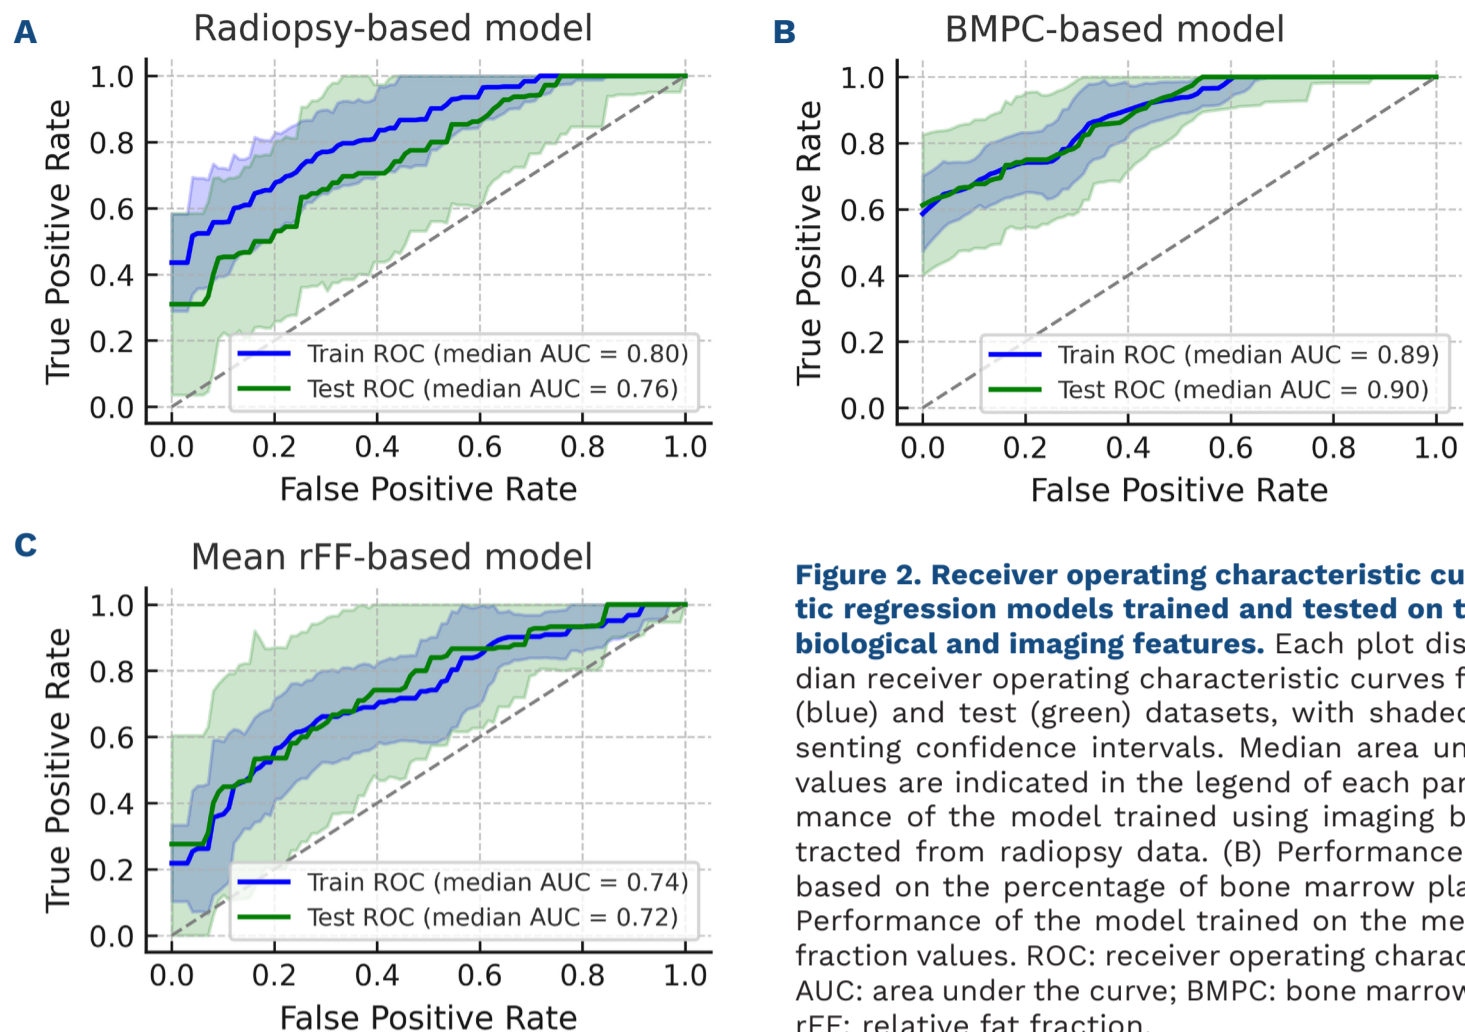 A
Radiopsy-based model
True Positive Rate
1.0
0.8
0.6
0.4
0.2
0.0
Train ROC (median AUC = 0.80)
Test ROC (median AUC = 0.76)
0.0 0.2 0.4 0.6 0.8 1.0
False Positive Rate
B
BMPC-based model
True Positive Rate
1.0
0.8
0.6
0.4
0.2
0.0
Train ROC (median AUC = 0.89)
Test ROC (median AUC = 0.90)
0.0 0.2 0.4 0.6 0.8 1.0
False Positive Rate
C
Mean rFF-based model
True Positive Rate
1.0
0.8
0.6
0.4
0.2
0.0
Train ROC (median AUC = 0.74)
Test ROC (median AUC = 0.72)
0.0 0.2 0.4 0.6 0.8 1.0
False Positive Rate
Figure 2. Receiver operating characteristic cu
tic regression models trained and tested on t
biological and imaging features. Each plot dis
dian receiver operating characteristic curves f
(blue) and test (green) datasets, with shaded
senting confidence intervals. Median area un
values are indicated in the legend of each par
mance of the model trained using imaging b
tracted from radiopsy data. (B) Performance
based on the percentage of bone marrow pla
Performance of the model trained on the me
fraction values. ROC: receiver operating charac
AUC: area under the curve; BMPC: bone marrow
rFF: relative fat fraction.